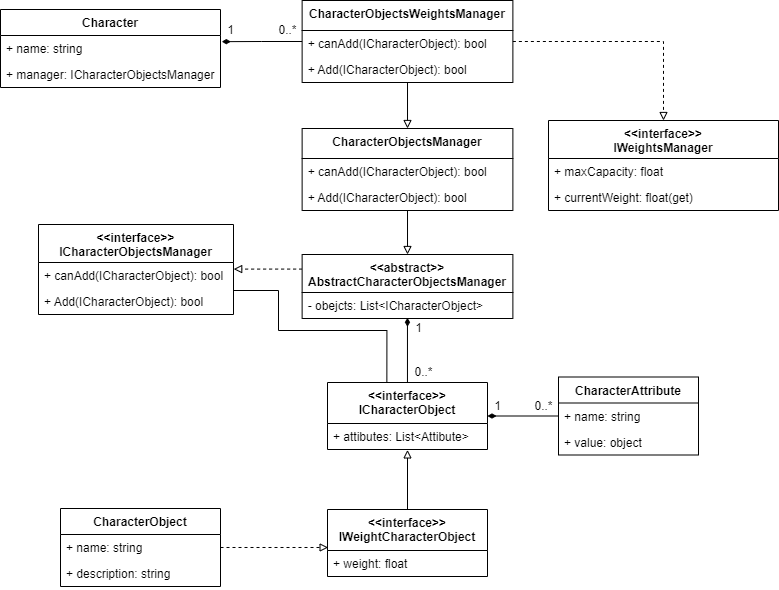 Character
+ name: string
+ manager: ICharacterObjectsManager
1
0..*
CharacterObjectsWeightsManager
+ canAdd(ICharacterObject): bool
+ Add(ICharacterObject): bool
CharacterObjectsManager
+ canAdd(ICharacterObject): bool
+ Add(ICharacterObject): bool
<<interface>>
IWeightsManager
+ maxCapacity: float
+ currentWeight: float(get)
<<interface>>
ICharacterObjectsManager
+ canAdd(ICharacterObject): bool
+ Add(ICharacterObject): bool
<<abstract>>
AbstractCharacterObjectsManager
- obejcts: List<ICharacterObject>
1
0..*
<<interface>>
ICharacterObject
+ attibutes: List<Attibute>
1
0..*
CharacterAttribute
+ name: string
+ value: object
CharacterObject
+ name: string
+ description: string
<<interface>>
IWeightCharacterObject
+ weight: float